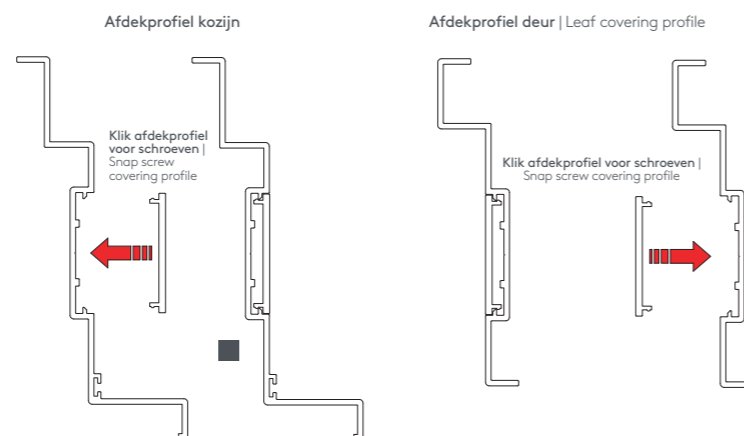 Afdekprofiel kozijn
Afdekprofiel deur | Leaf covering profile
Klik afdekprofiel
voor schroeven |
Snap screw
covering profile
Klik afdekprofiel voor schroeven |
Snap screw covering profile